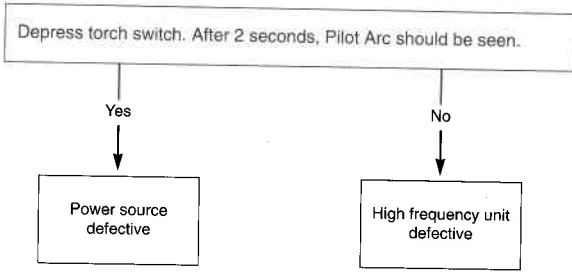 Depress torch switch. After 2 seconds, Pilot Arc should be seen.
Yes
No
Power source
defective
High frequency unit
defective